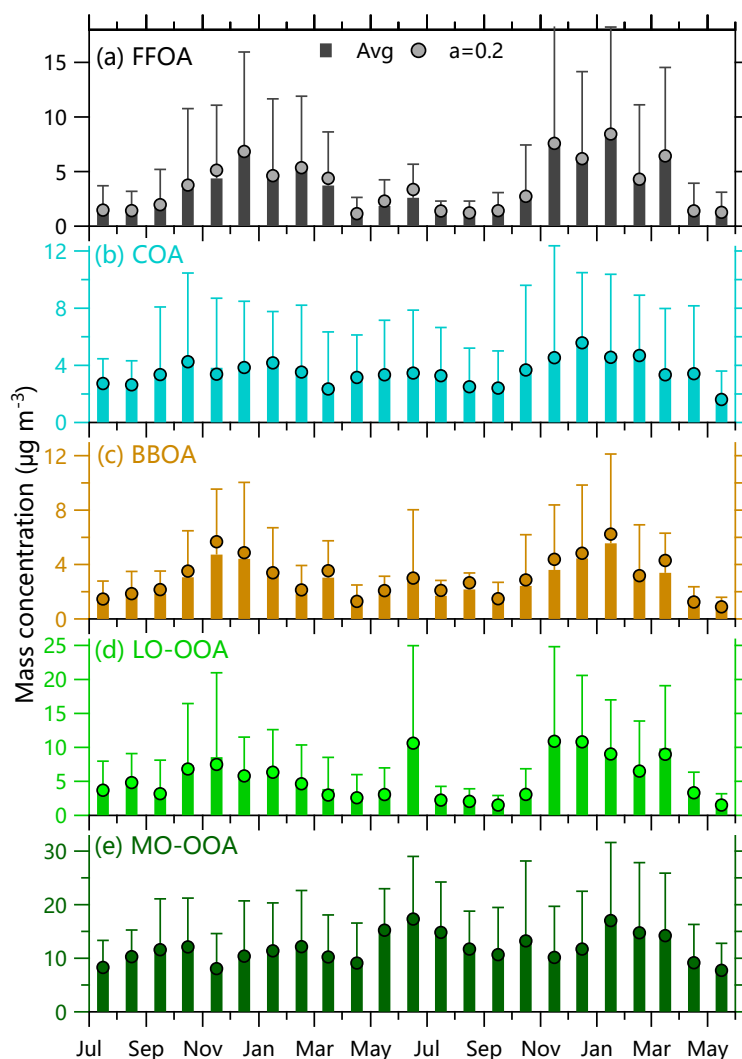 (a) FFOA
Avg
a=0.2
15
10
5
0
(b) COA
12
8
4
0
(c) BBOA
12
8
4
0
(d) LO-OOA
25
20
15
10
5
0
(e) MO-OOA
30
20
10
0
Mass concentration (µg m⁻³)
Jul Sep Nov Jan Mar May Jul Sep Nov Jan Mar May